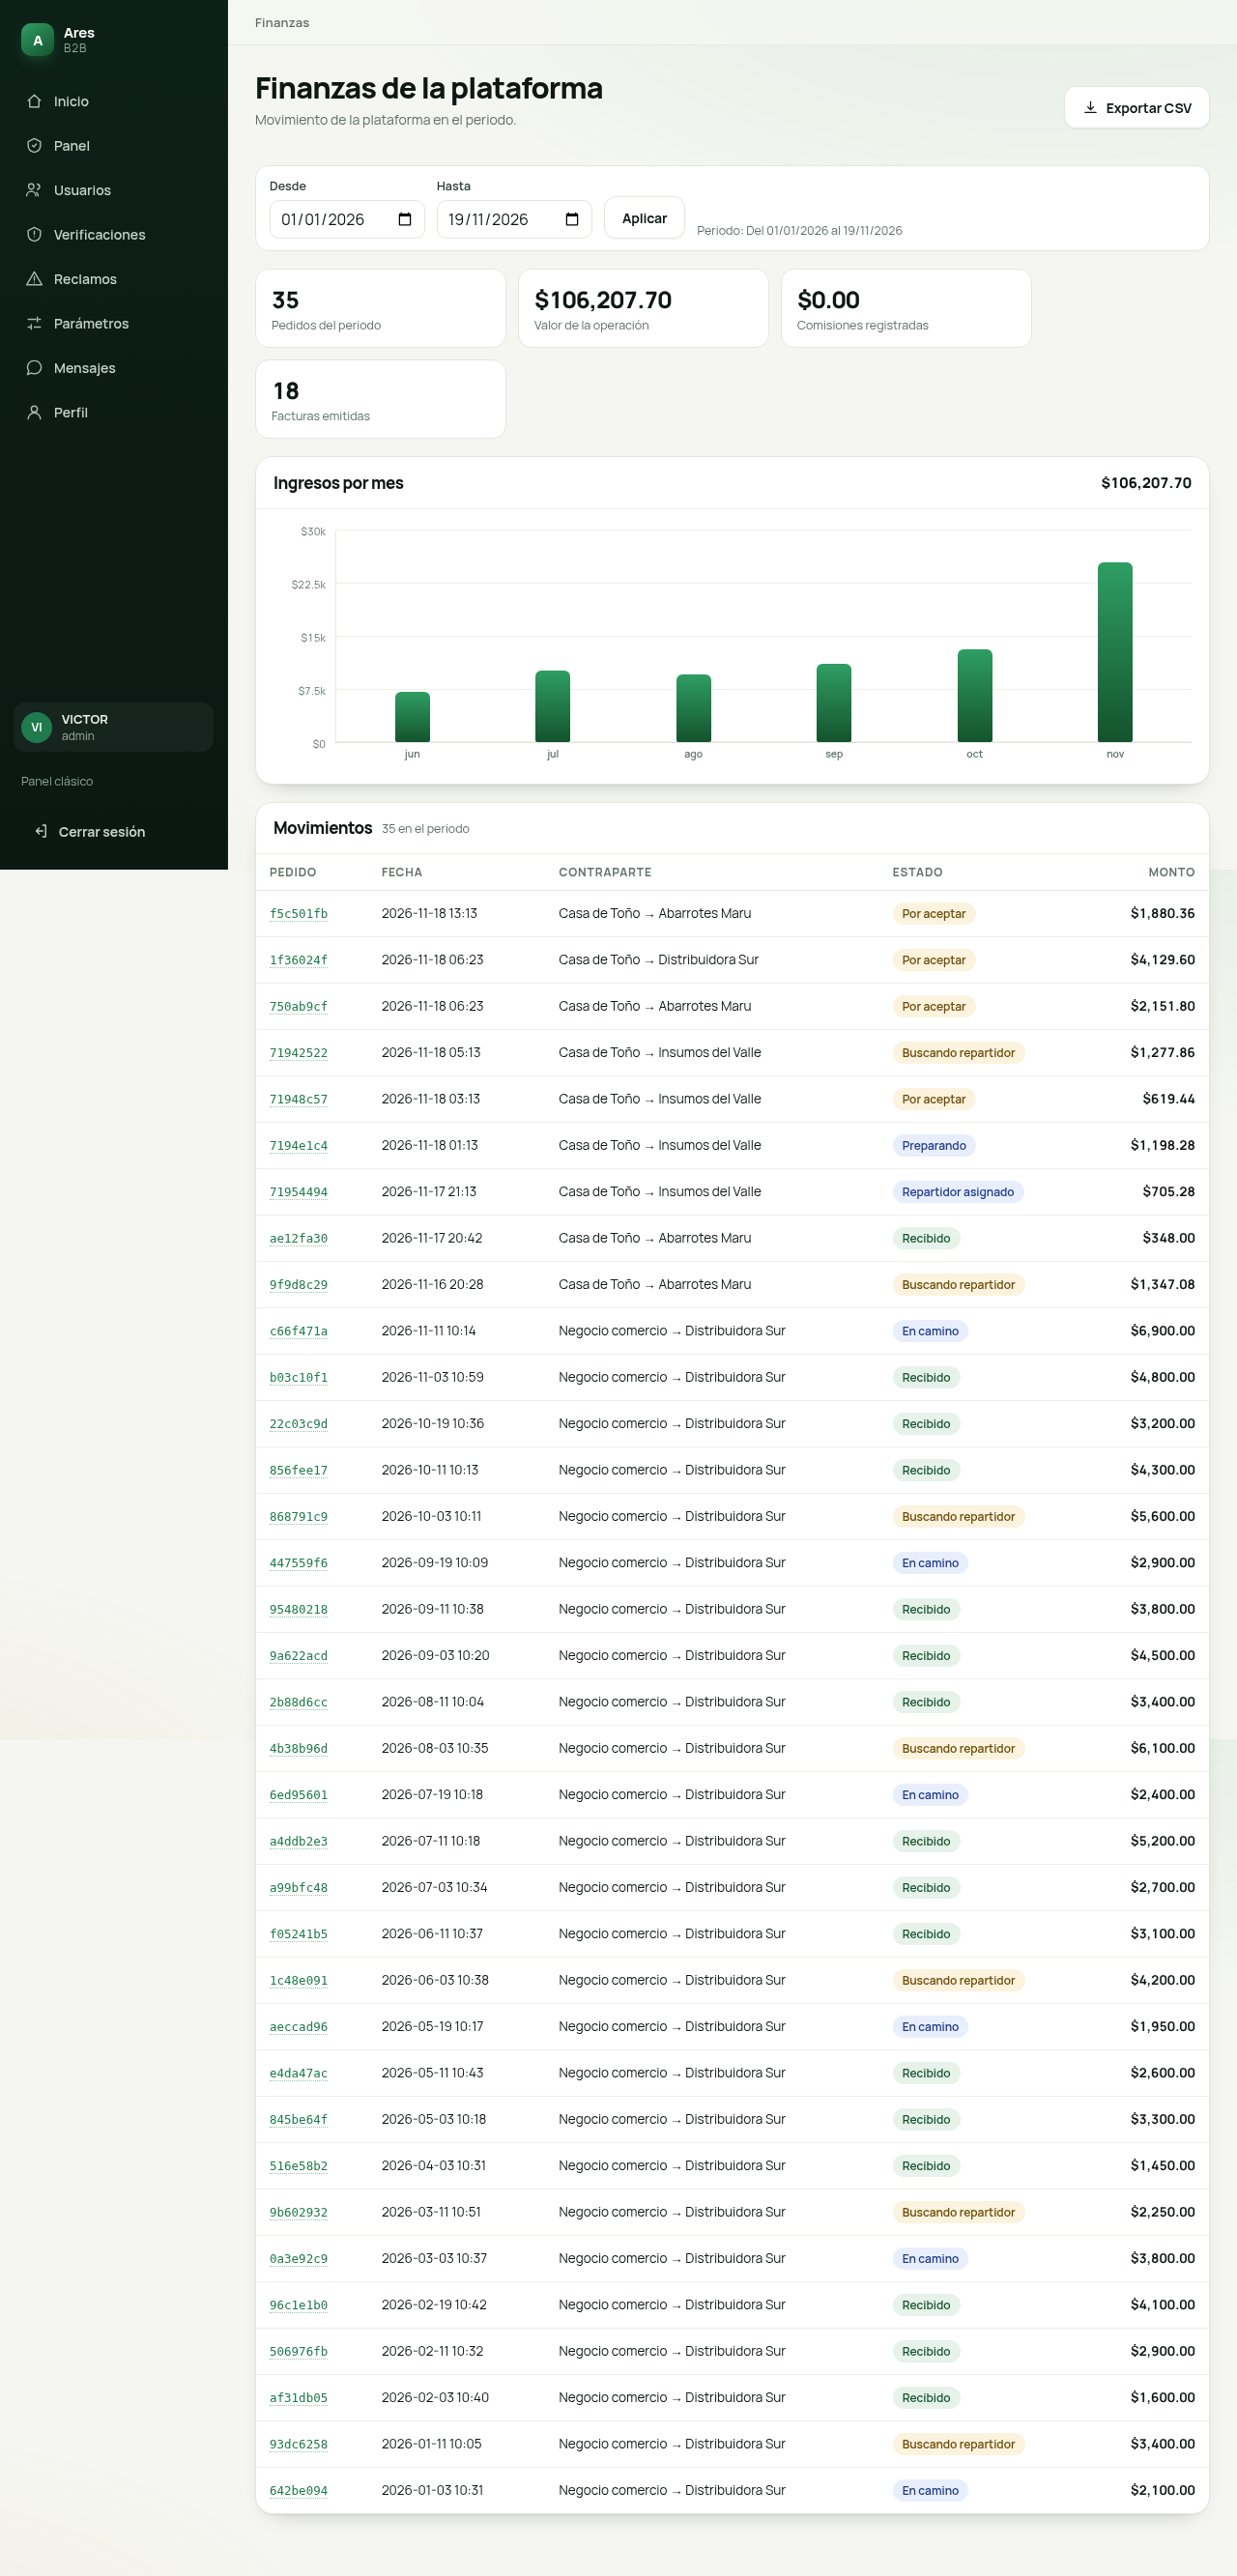 A
Ares
B2B
Inicio
Panel
Usuarios
Verificaciones
Reclamos
Parámetros
Mensajes
Perfil
VI
VICTOR
admin
Panel clásico
Cerrar sesión
Finanzas
Finanzas de la plataforma
Movimiento de la plataforma en el periodo.
Exportar CSV
Desde
Hasta
01/01/2026
19/11/2026
Aplicar
Periodo: Del 01/01/2026 al 19/11/2026
35
Pedidos del periodo
$106,207.70
Valor de la operación
$0.00
Comisiones registradas
18
Facturas emitidas
Ingresos por mes $106,207.70
$30k
$22.5k
$15k
$7.5k
$0
jun jul ago sep oct nov
Movimientos 35 en el periodo
PEDIDO FECHA CONTRAPARTE ESTADO MONTO
f5c501fb 2026-11-18 13:13 Casa de Toño → Abarrotes Maru Por aceptar $1,880.36
1f36024f 2026-11-18 06:23 Casa de Toño → Distribuidora Sur Por aceptar $4,129.60
750ab9cf 2026-11-18 06:23 Casa de Toño → Abarrotes Maru Por aceptar $2,151.80
71942522 2026-11-18 05:13 Casa de Toño → Insumos del Valle Buscando repartidor $1,277.86
71948c57 2026-11-18 03:13 Casa de Toño → Insumos del Valle Por aceptar $619.44
7194e1c4 2026-11-18 01:13 Casa de Toño → Insumos del Valle Preparando $1,198.28
71954494 2026-11-17 21:13 Casa de Toño → Insumos del Valle Repartidor asignado $705.28
ae12fa30 2026-11-17 20:42 Casa de Toño → Abarrotes Maru Recibido $348.00
9f9d8c29 2026-11-16 20:28 Casa de Toño → Abarrotes Maru Buscando repartidor $1,347.08
c66f471a 2026-11-11 10:14 Negocio comercio → Distribuidora Sur En camino $6,900.00
b03c10f1 2026-11-03 10:59 Negocio comercio → Distribuidora Sur Recibido $4,800.00
22c03c9d 2026-10-19 10:36 Negocio comercio → Distribuidora Sur Recibido $3,200.00
856fee17 2026-10-11 10:13 Negocio comercio → Distribuidora Sur Recibido $4,300.00
868791c9 2026-10-03 10:11 Negocio comercio → Distribuidora Sur Buscando repartidor $5,600.00
447559f6 2026-09-19 10:09 Negocio comercio → Distribuidora Sur En camino $2,900.00
95480218 2026-09-11 10:38 Negocio comercio → Distribuidora Sur Recibido $3,800.00
9a622acd 2026-09-03 10:20 Negocio comercio → Distribuidora Sur Recibido $4,500.00
2b88d6cc 2026-08-11 10:04 Negocio comercio → Distribuidora Sur Recibido $3,400.00
4b38b96d 2026-08-03 10:35 Negocio comercio → Distribuidora Sur Buscando repartidor $6,100.00
6ed95601 2026-07-19 10:18 Negocio comercio → Distribuidora Sur En camino $2,400.00
a4ddb2e3 2026-07-11 10:18 Negocio comercio → Distribuidora Sur Recibido $5,200.00
a99bfc48 2026-07-03 10:34 Negocio comercio → Distribuidora Sur Recibido $2,700.00
f05241b5 2026-06-11 10:37 Negocio comercio → Distribuidora Sur Recibido $3,100.00
1c48e091 2026-06-03 10:38 Negocio comercio → Distribuidora Sur Buscando repartidor $4,200.00
aeccad96 2026-05-19 10:17 Negocio comercio → Distribuidora Sur En camino $1,950.00
e4da47ac 2026-05-11 10:43 Negocio comercio → Distribuidora Sur Recibido $2,600.00
845be64f 2026-05-03 10:18 Negocio comercio → Distribuidora Sur Recibido $3,300.00
516e58b2 2026-04-03 10:31 Negocio comercio → Distribuidora Sur Recibido $1,450.00
9b602932 2026-03-11 10:51 Negocio comercio → Distribuidora Sur Buscando repartidor $2,250.00
0a3e92c9 2026-03-03 10:37 Negocio comercio → Distribuidora Sur En camino $3,800.00
96c1e1b0 2026-02-19 10:42 Negocio comercio → Distribuidora Sur Recibido $4,100.00
506976fb 2026-02-11 10:32 Negocio comercio → Distribuidora Sur Recibido $2,900.00
af31db05 2026-02-03 10:40 Negocio comercio → Distribuidora Sur Recibido $1,600.00
93dc6258 2026-01-11 10:05 Negocio comercio → Distribuidora Sur Buscando repartidor $3,400.00
642be094 2026-01-03 10:31 Negocio comercio → Distribuidora Sur En camino $2,100.00